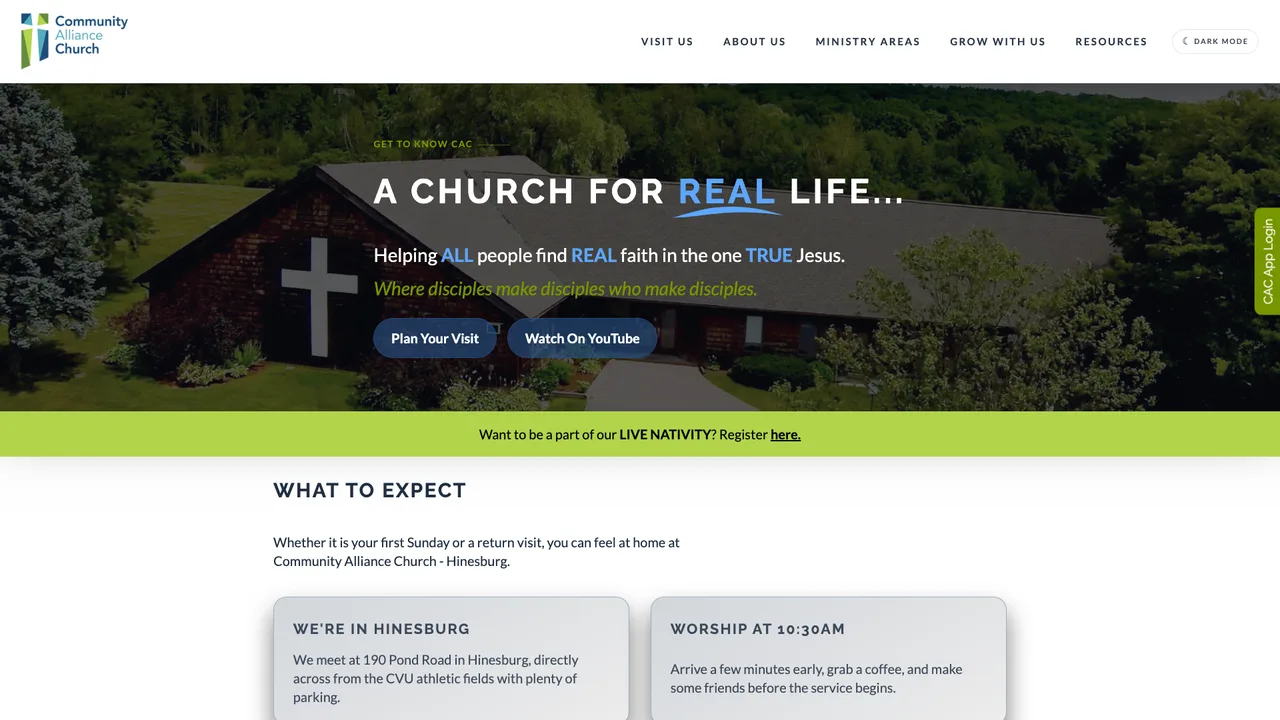 Community
Alliance
Church
VISIT US
ABOUT US
MINISTRY AREAS
GROW WITH US
RESOURCES
DARK MODE
GET TO KNOW CAC
A CHURCH FOR REAL LIFE...
Helping ALL people find REAL faith in the one TRUE Jesus.
Where disciples make disciples who make disciples.
Plan Your Visit
Watch On YouTube
CAC App Login
Want to be a part of our LIVE NATIVITY? Register here.
WHAT TO EXPECT
Whether it is your first Sunday or a return visit, you can feel at home at
Community Alliance Church - Hinesburg.
WE'RE IN HINESBURG
We meet at 190 Pond Road in Hinesburg, directly
across from the CVU athletic fields with plenty of
parking.
WORSHIP AT 10:30AM
Arrive a few minutes early, grab a coffee, and make
some friends before the service begins.